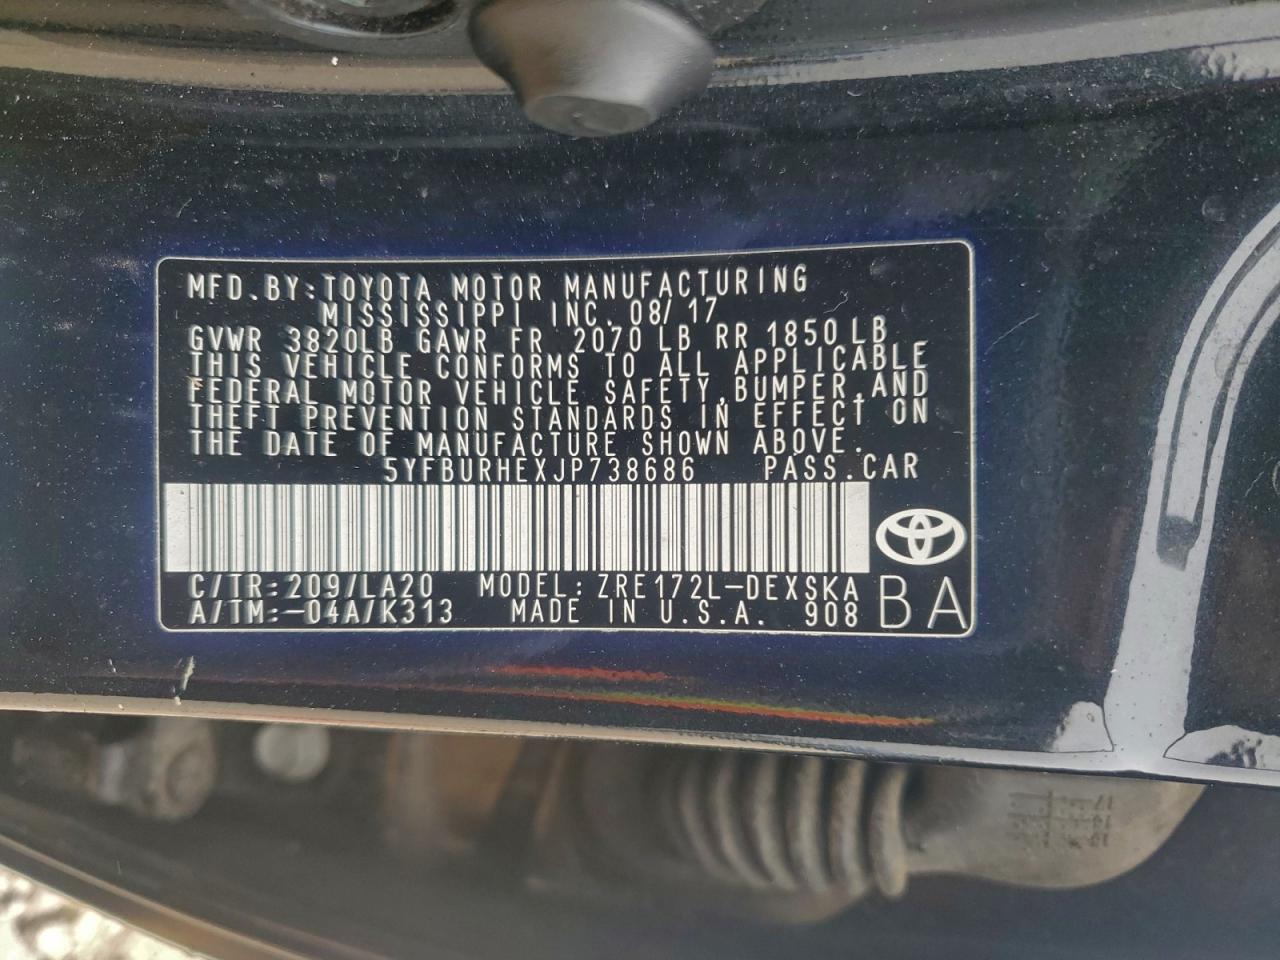 MFD.BY:TOYOTA MOTOR MANUFACTURING
MISSISSIPPI INC. 08/17
GVWR 3820LB GAWR FR 2070 LB RR 1850 LB
THIS VEHICLE CONFORMS TO ALL APPLICABLE
FEDERAL MOTOR VEHICLE SAFETY,BUMPER,AND
THEFT PREVENTION STANDARDS IN EFFECT ON
THE DATE OF MANUFACTURE SHOWN ABOVE.
5YFBURHEXJP738686 PASS.CAR
C/TR:209/LA20 MODEL:ZRE172L-DEXSKA
A/TM:-04A/K313 MADE IN U.S.A. 908 BA